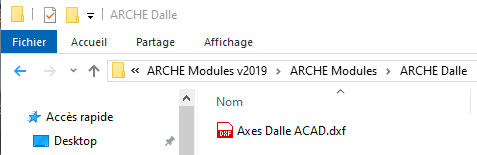 ARCHE Dalle
Fichier Accueil Partage Affichage
« ARCHE Modules v2019 > ARCHE Modules > ARCHE Dalle
Nom
Accès rapide
DXF Axes Dalle ACAD.dxf
Desktop